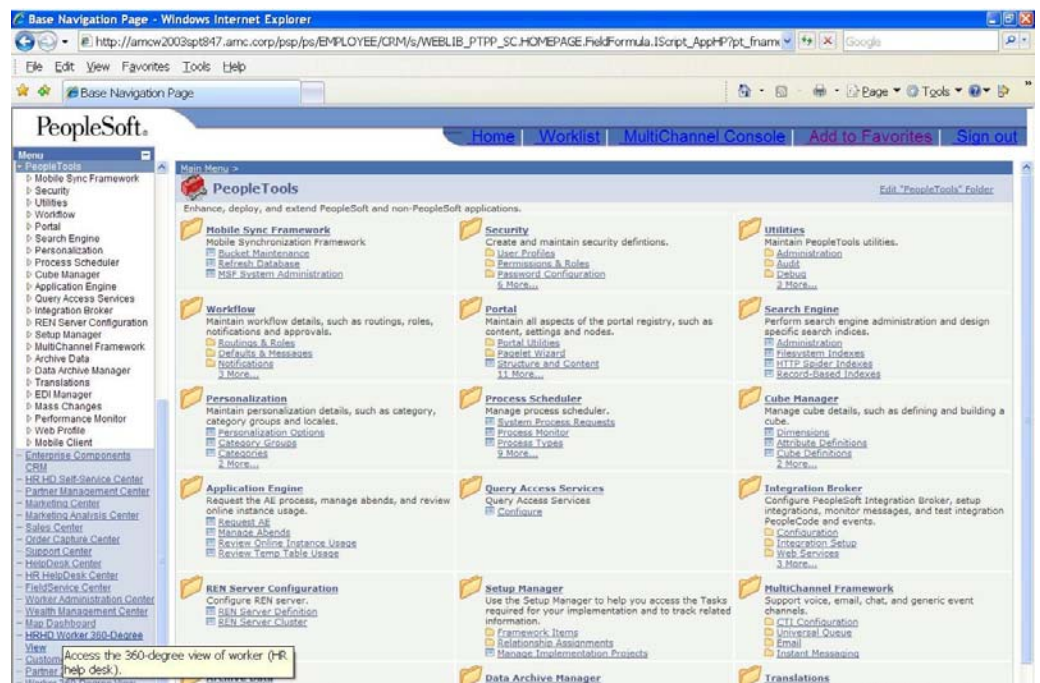 Base Navigation Page - Windows Internet Explorer
http://amcw2003spt847.amc.corp/psp/ps/EMPLOYEE/CRM/s/WEBLIB_PTPP_SC.HOMEPAGE.FieldFormula.IScript_AppHP?pt_fname
Google
File Edit View Favorites Tools Help
Base Navigation Page
Page Tools
PeopleSoft.
Home | Worklist | MultiChannel Console | Add to Favorites | Sign out
Menu
PeopleTools
Mobile Sync Framework
Security
Utilities
Workflow
Portal
Search Engine
Personalization
Process Scheduler
Cube Manager
Application Engine
Query Access Services
Integration Broker
REN Server Configuration
Setup Manager
MultiChannel Framework
Archive Data
Data Archive Manager
Translations
EDI Manager
Mass Changes
Performance Monitor
Web Profile
Mobile Client
Enterprise Components
CRM
HR HD Self-Service Center
Partner Management Center
Marketing Center
Marketing Analysis Center
Sales Center
Order Capture Center
Support Center
HelpDesk Center
HR HelpDesk Center
FieldService Center
Worker Administration Center
Wealth Management Center
Map Dashboard
HRHD Worker 360-Degree
View
Access the 360-degree view of worker (HR
help desk).
Partner
Main Menu >
PeopleTools
Edit "PeopleTools" Folder
Enhance, deploy, and extend PeopleSoft and non-PeopleSoft applications.
Mobile Sync Framework
Mobile Synchronization Framework
Bucket Maintenance
Refresh Database
MSF System Administration
Security
Create and maintain security defintions.
User Profiles
Permissions & Roles
Password Configuration
6 More...
Utilities
Maintain PeopleTools utilities.
Administration
Audit
Debug
2 More...
Workflow
Maintain workflow details, such as routings, roles,
notifications and approvals.
Routings & Roles
Defaults & Messages
Notifications
3 More...
Portal
Maintain all aspects of the portal registry, such as
content, settings and nodes.
Portal Utilities
Pagelet Wizard
Structure and Content
11 More...
Search Engine
Perform search engine administration and design
specific search indices.
Administration
Filesystem Indexes
HTTP Spider Indexes
Record-Based Indexes
Personalization
Maintain personalization details, such as category,
category groups and locales.
Personalization Options
Category Groups
Categories
2 More...
Process Scheduler
Manage process scheduler.
System Process Requests
Process Monitor
Process Types
9 More...
Cube Manager
Manage cube details, such as defining and building a
cube.
Dimensions
Attribute Definitions
Cube Definitions
2 More...
Application Engine
Request the AE process, manage abends, and review
online instance usage.
Request AE
Manage Abends
Review Online Instance Usage
Review Temp Table Usage
Query Access Services
Query Access Services
Configure
Integration Broker
Configure PeopleSoft Integration Broker, setup
integrations, monitor messages, and test integration
PeopleCode and events.
Configuration
Integration Setup
Web Services
3 More...
REN Server Configuration
Configure REN server.
REN Server Definition
REN Server Cluster
Setup Manager
Use the Setup Manager to help you access the Tasks
required for your implementation and to track related
information.
Framework Items
Relationship Assignments
Manage Implementation Projects
MultiChannel Framework
Support voice, email, chat, and generic event
channels.
CTI Configuration
Universal Queue
Email
Instant Messaging
Archive Data
Data Archive Manager
Translations